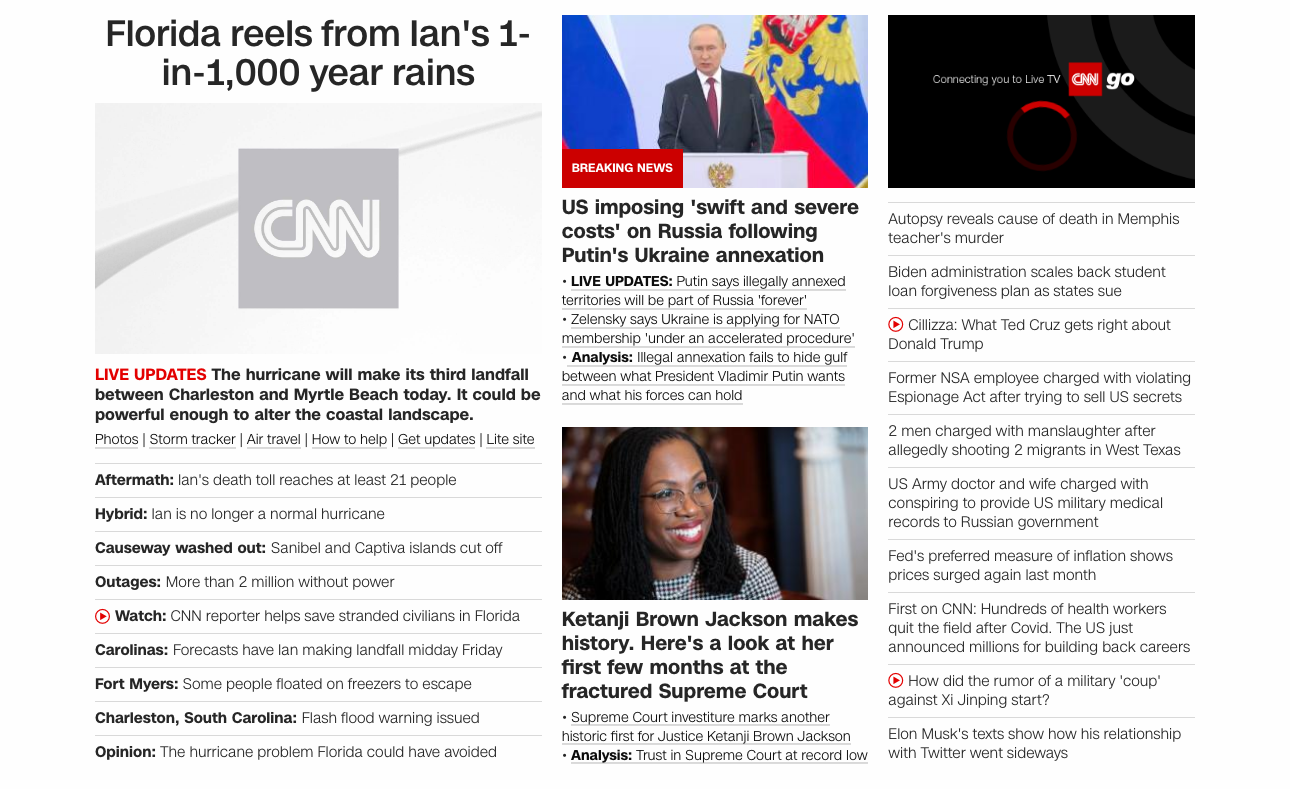 Florida reels from Ian's 1-
in-1,000 year rains
CNN
LIVE UPDATES The hurricane will make its third landfall
between Charleston and Myrtle Beach today. It could be
powerful enough to alter the coastal landscape.
Photos | Storm tracker | Air travel | How to help | Get updates | Lite site
Aftermath: Ian's death toll reaches at least 21 people
Hybrid: Ian is no longer a normal hurricane
Causeway washed out: Sanibel and Captiva islands cut off
Outages: More than 2 million without power
Watch: CNN reporter helps save stranded civilians in Florida
Carolinas: Forecasts have Ian making landfall midday Friday
Fort Myers: Some people floated on freezers to escape
Charleston, South Carolina: Flash flood warning issued
Opinion: The hurricane problem Florida could have avoided
BREAKING NEWS
US imposing 'swift and severe
costs' on Russia following
Putin's Ukraine annexation
• LIVE UPDATES: Putin says illegally annexed
territories will be part of Russia 'forever'
• Zelensky says Ukraine is applying for NATO
membership 'under an accelerated procedure'
• Analysis: Illegal annexation fails to hide gulf
between what President Vladimir Putin wants
and what his forces can hold
Ketanji Brown Jackson makes
history. Here's a look at her
first few months at the
fractured Supreme Court
• Supreme Court investiture marks another
historic first for Justice Ketanji Brown Jackson
• Analysis: Trust in Supreme Court at record low
Connecting you to Live TV CNN go
Autopsy reveals cause of death in Memphis
teacher's murder
Biden administration scales back student
loan forgiveness plan as states sue
Cillizza: What Ted Cruz gets right about
Donald Trump
Former NSA employee charged with violating
Espionage Act after trying to sell US secrets
2 men charged with manslaughter after
allegedly shooting 2 migrants in West Texas
US Army doctor and wife charged with
conspiring to provide US military medical
records to Russian government
Fed's preferred measure of inflation shows
prices surged again last month
First on CNN: Hundreds of health workers
quit the field after Covid. The US just
announced millions for building back careers
How did the rumor of a military 'coup'
against Xi Jinping start?
Elon Musk's texts show how his relationship
with Twitter went sideways